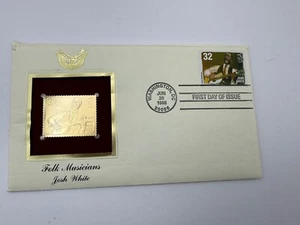 32
WASHINGTON, DC
JUN
26
1998
20066
FIRST DAY OF ISSUE
Folk Musicians
Josh White